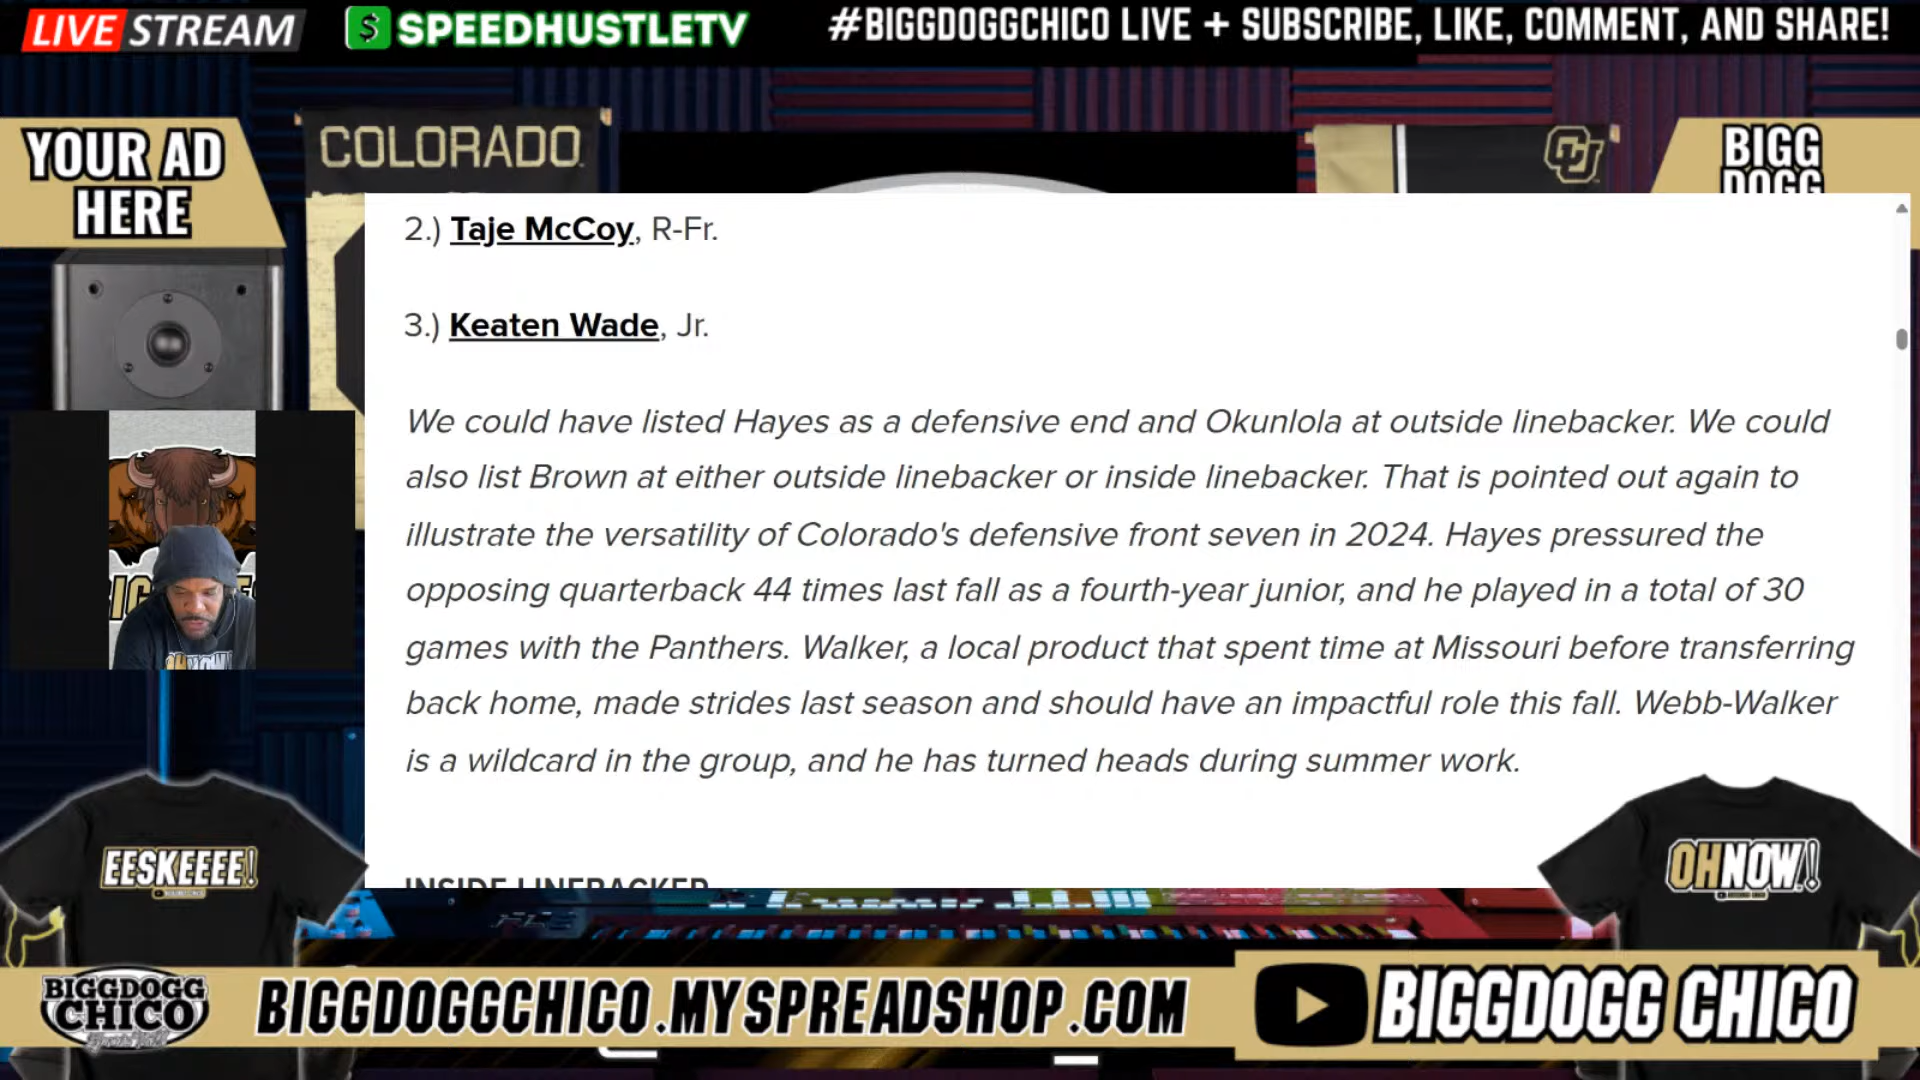 LIVE STREAM
$ SPEEDHUSTLETV
#BIGGDOGGCHICO LIVE + SUBSCRIBE, LIKE, COMMENT, AND SHARE!
YOUR AD
HERE
COLORADO
CU
BIGG
DOGG
2.) Taje McCoy, R-Fr.
3.) Keaten Wade, Jr.
We could have listed Hayes as a defensive end and Okunlola at outside linebacker. We could
also list Brown at either outside linebacker or inside linebacker. That is pointed out again to
illustrate the versatility of Colorado's defensive front seven in 2024. Hayes pressured the
opposing quarterback 44 times last fall as a fourth-year junior, and he played in a total of 30
games with the Panthers. Walker, a local product that spent time at Missouri before transferring
back home, made strides last season and should have an impactful role this fall. Webb-Walker
is a wildcard in the group, and he has turned heads during summer work.
INSIDE LINEBACKER
EESKEEEE!
OHNOW!
BIGGDOGG
CHICO
BIGGDOGGCHICO.MYSPREADSHOP.COM
BIGGDOGG CHICO